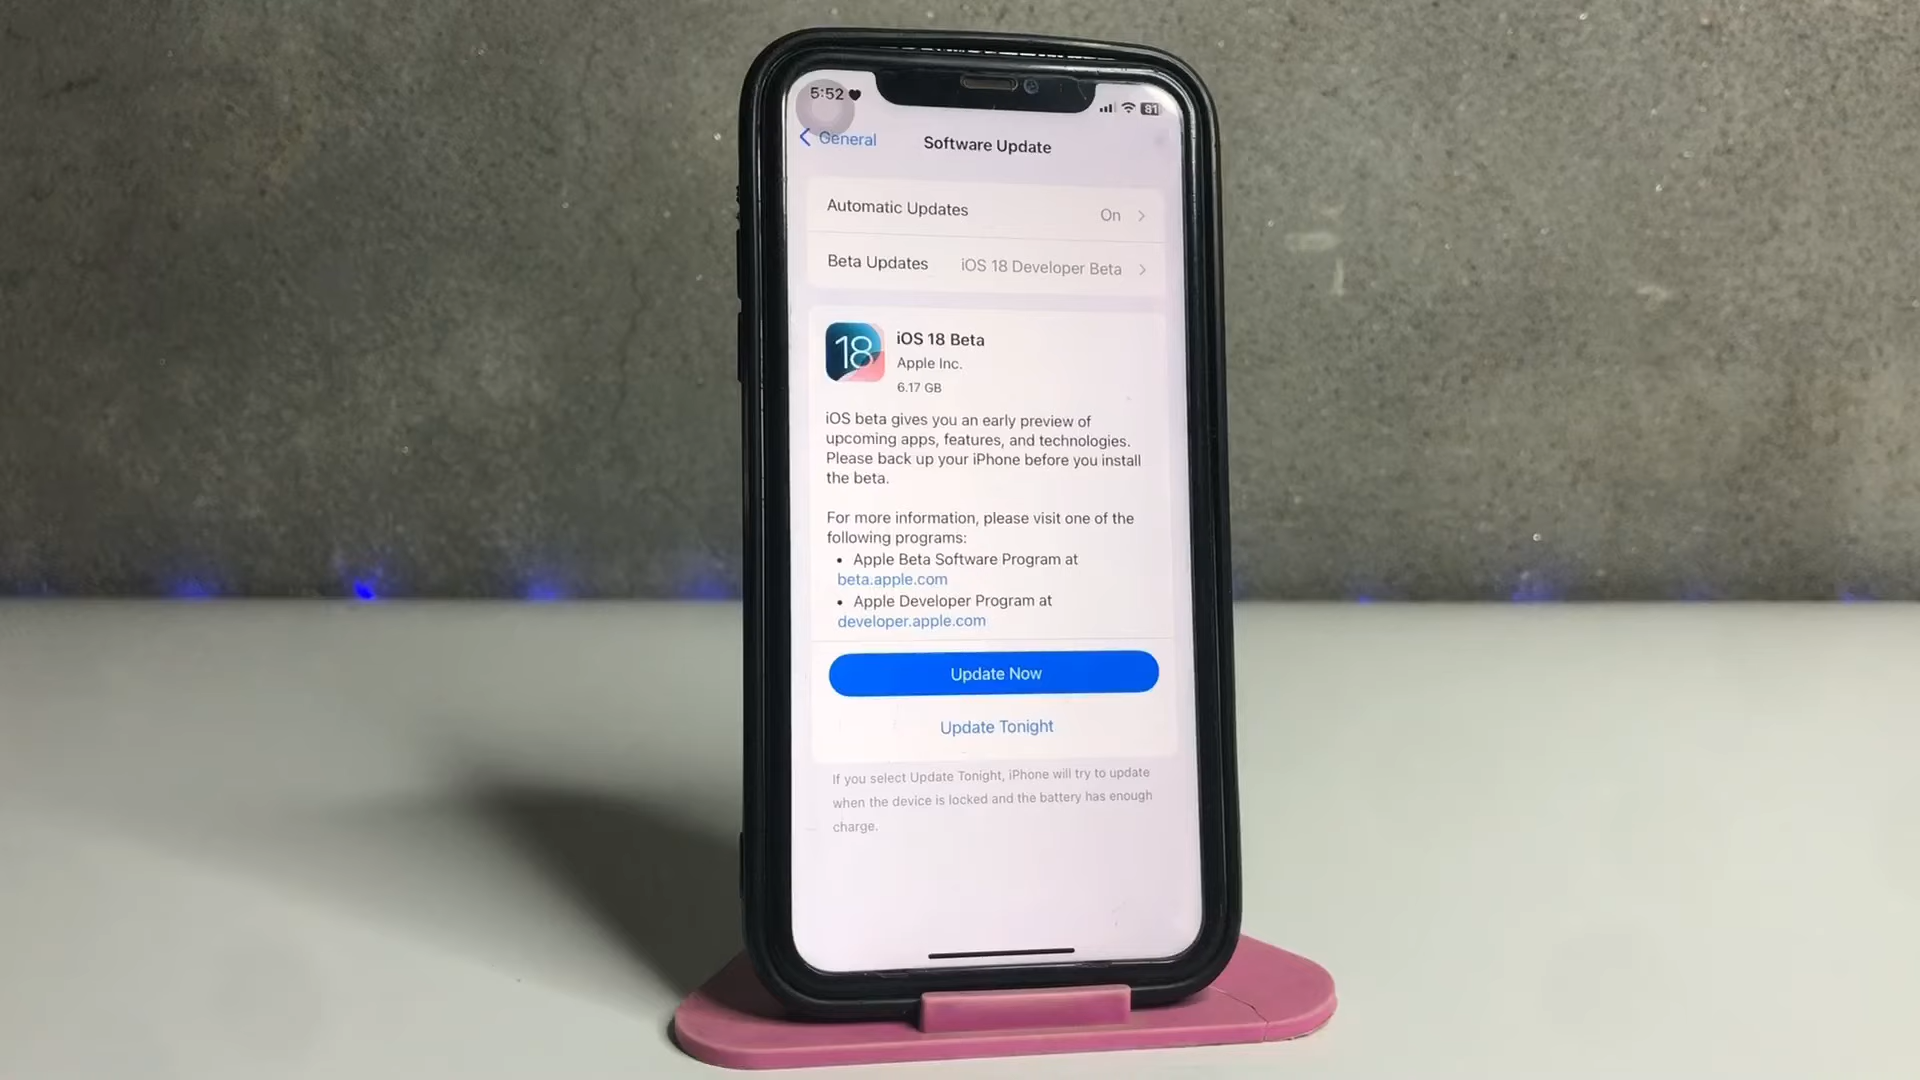 5:52
81
General
Software Update
Automatic Updates On
Beta Updates iOS 18 Developer Beta
18
iOS 18 Beta
Apple Inc.
6.17 GB
iOS beta gives you an early preview of
upcoming apps, features, and technologies.
Please back up your iPhone before you install
the beta.
For more information, please visit one of the
following programs:
• Apple Beta Software Program at
beta.apple.com
• Apple Developer Program at
developer.apple.com
Update Now
Update Tonight
If you select Update Tonight, iPhone will try to update
when the device is locked and the battery has enough
charge.